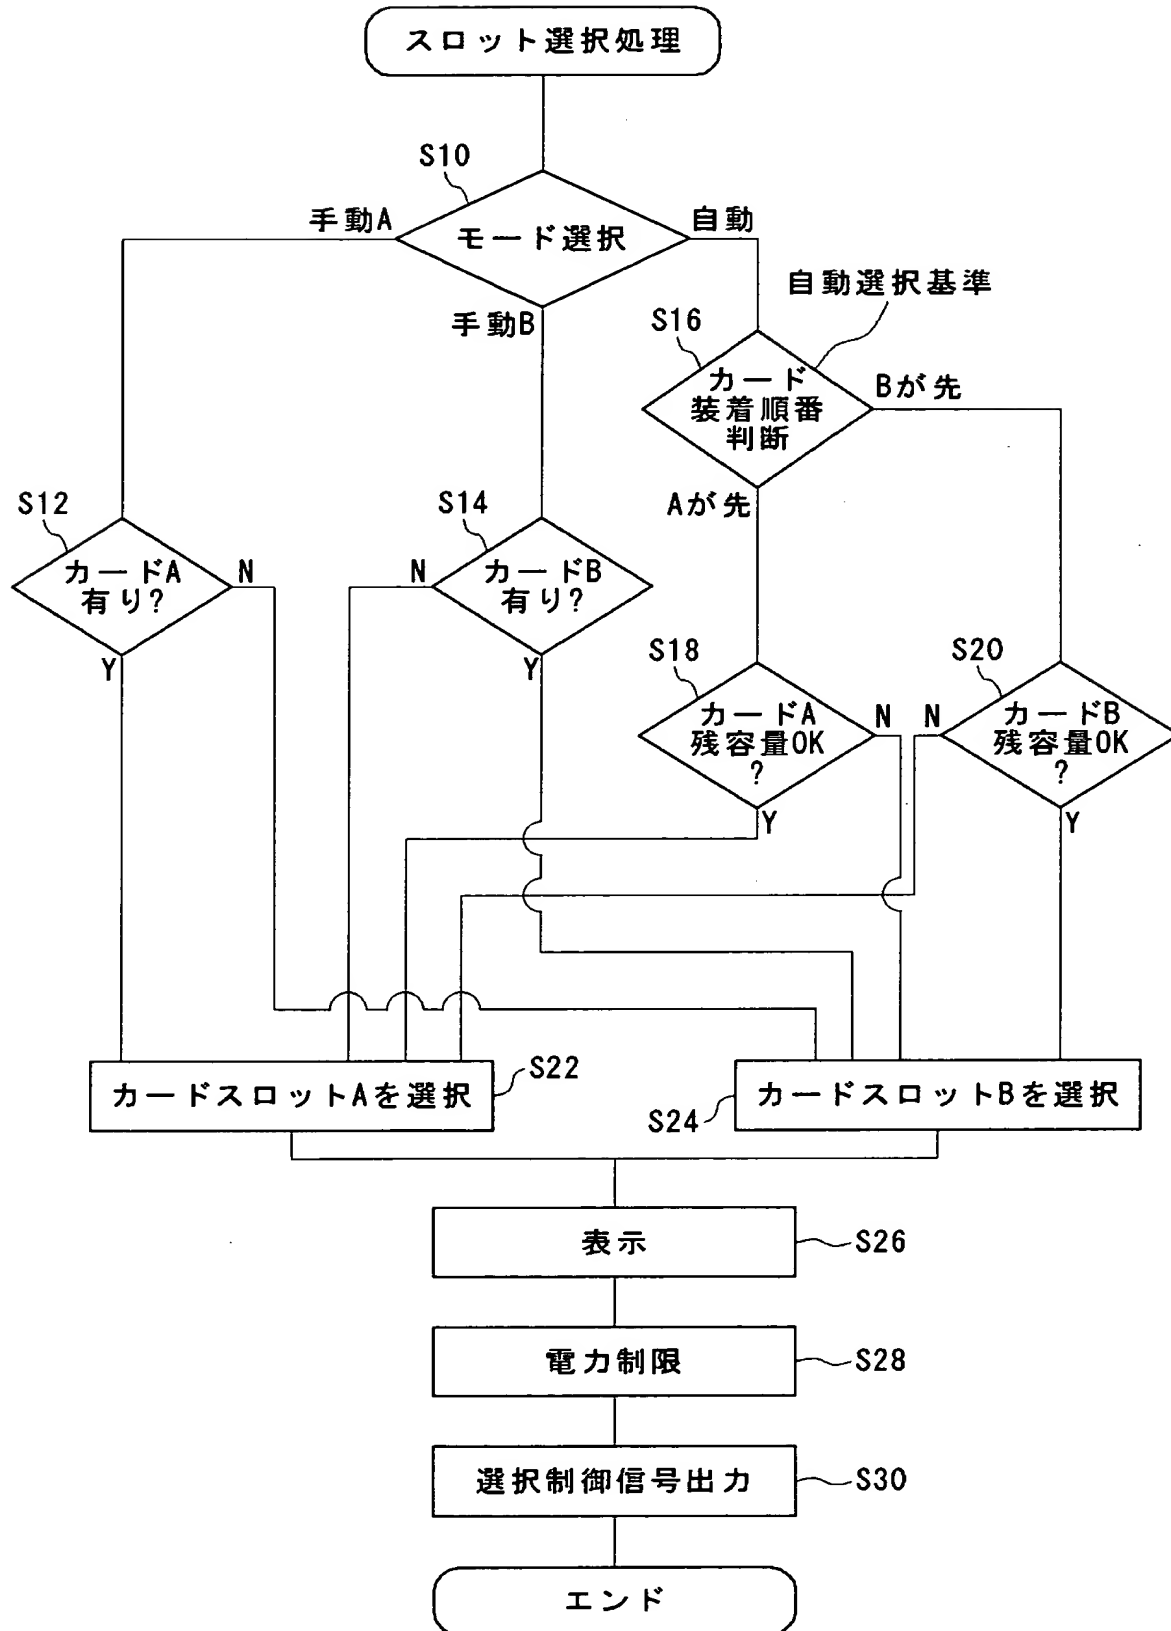 スロット選択処理
S10
手動A
モード選択
自動
手動B
自動選択基準
S16
カード
装着順番
判断
Bが先
Aが先
S12
カードA
有り?
N
Y
S14
N
カードB
有り?
Y
S18
カードA
残容量OK
?
N
Y
S20
N
カードB
残容量OK
?
Y
カードスロットAを選択
S22
カードスロットBを選択
S24
表示
S26
電力制限
S28
選択制御信号出力
S30
エンド